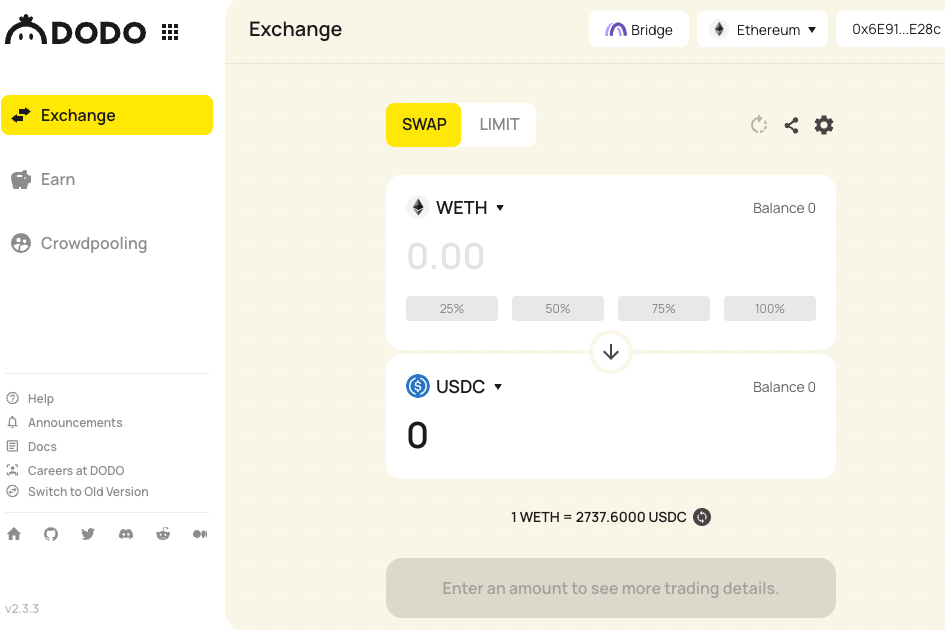 DODO
Exchange
Bridge
Ethereum
0x6E91...E28c
Exchange
Earn
Crowdpooling
SWAP
LIMIT
WETH
Balance 0
0.00
25%
50%
75%
100%
USDC
Balance 0
0
1 WETH = 2737.6000 USDC
Enter an amount to see more trading details.
Help
Announcements
Docs
Careers at DODO
Switch to Old Version
v2.3.3